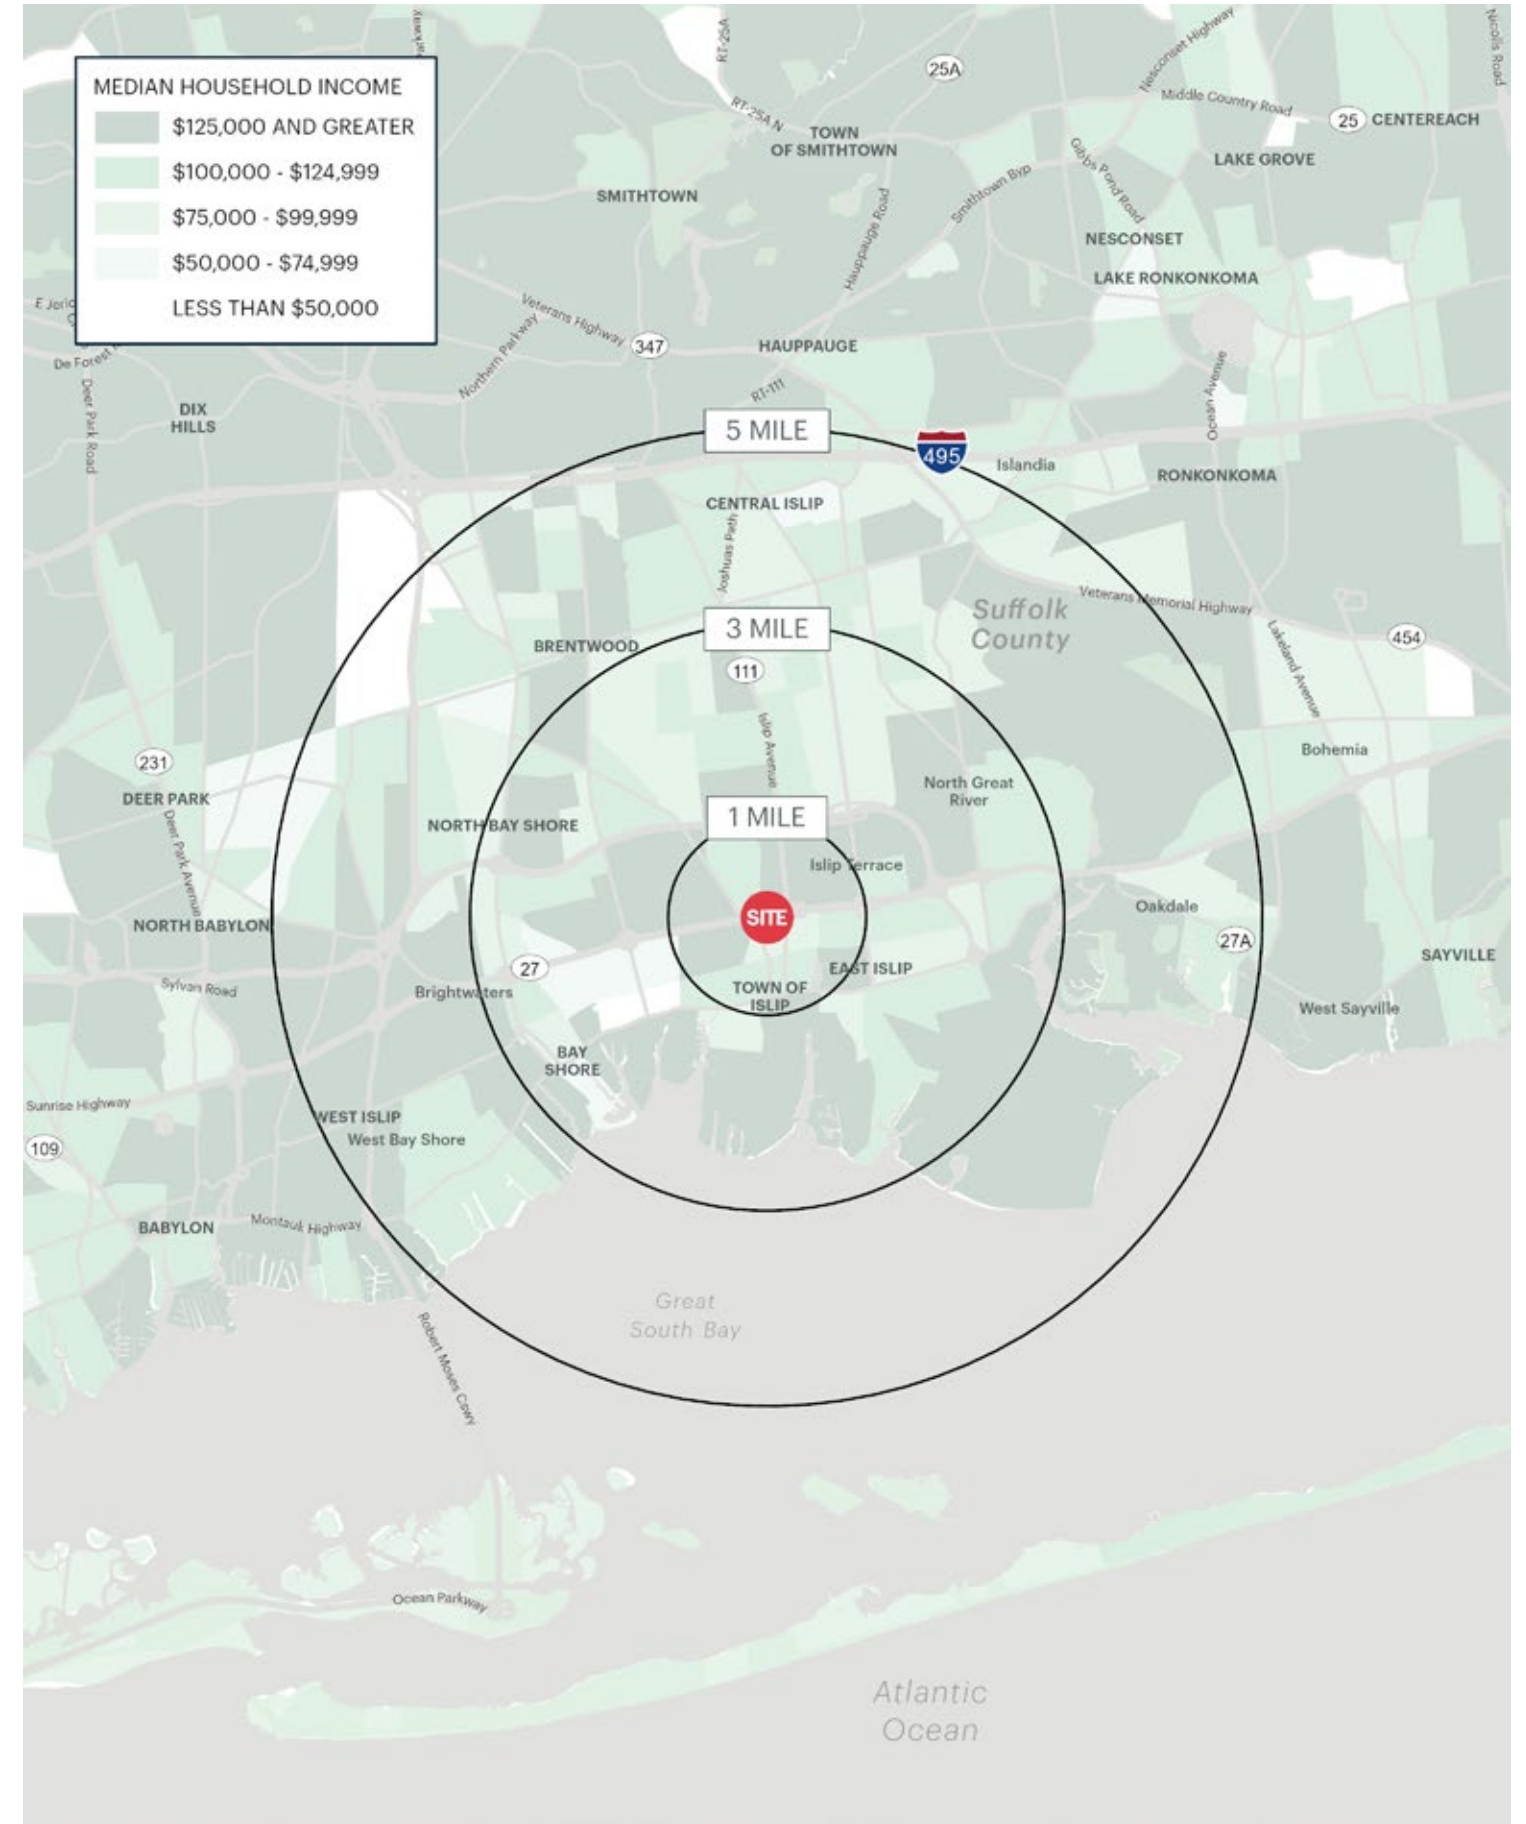 MEDIAN HOUSEHOLD INCOME
$125,000 AND GREATER
$100,000 - $124,999
$75,000 - $99,999
$50,000 - $74,999
LESS THAN $50,000
RT-25A
25A
Nesconset Highway
Nicolls Road
RT-25A N
Middle Country Road
25
CENTEREACH
TOWN
OF SMITHTOWN
Gibbs Pond Road
LAKE GROVE
SMITHTOWN
Smithtown Byp
Hauppauge Road
NESCONSET
LAKE RONKONKOMA
E Jeric
De Forest
Veterans Highway
Northern Parkway
347
HAUPPAUGE
RT-111
Ocean Avenue
Deer Park Road
DIX
HILLS
5 MILE
495
Islandia
RONKONKOMA
CENTRAL ISLIP
Joshuas Path
Veterans Memorial Highway
Suffolk
County
3 MILE
BRENTWOOD
454
Lakeland Avenue
111
Islip Avenue
Bohemia
231
DEER PARK
Deer Park Avenue
North Great
River
NORTH BAY SHORE
1 MILE
Islip Terrace
Oakdale
SITE
NORTH BABYLON
27A
SAYVILLE
27
EAST ISLIP
Sylvan Road
Brightwaters
TOWN OF
ISLIP
West Sayville
BAY
SHORE
Sunrise Highway
WEST ISLIP
West Bay Shore
109
BABYLON
Montauk Highway
Great
South Bay
Robert Moses Cswy
Ocean Parkway
Atlantic
Ocean